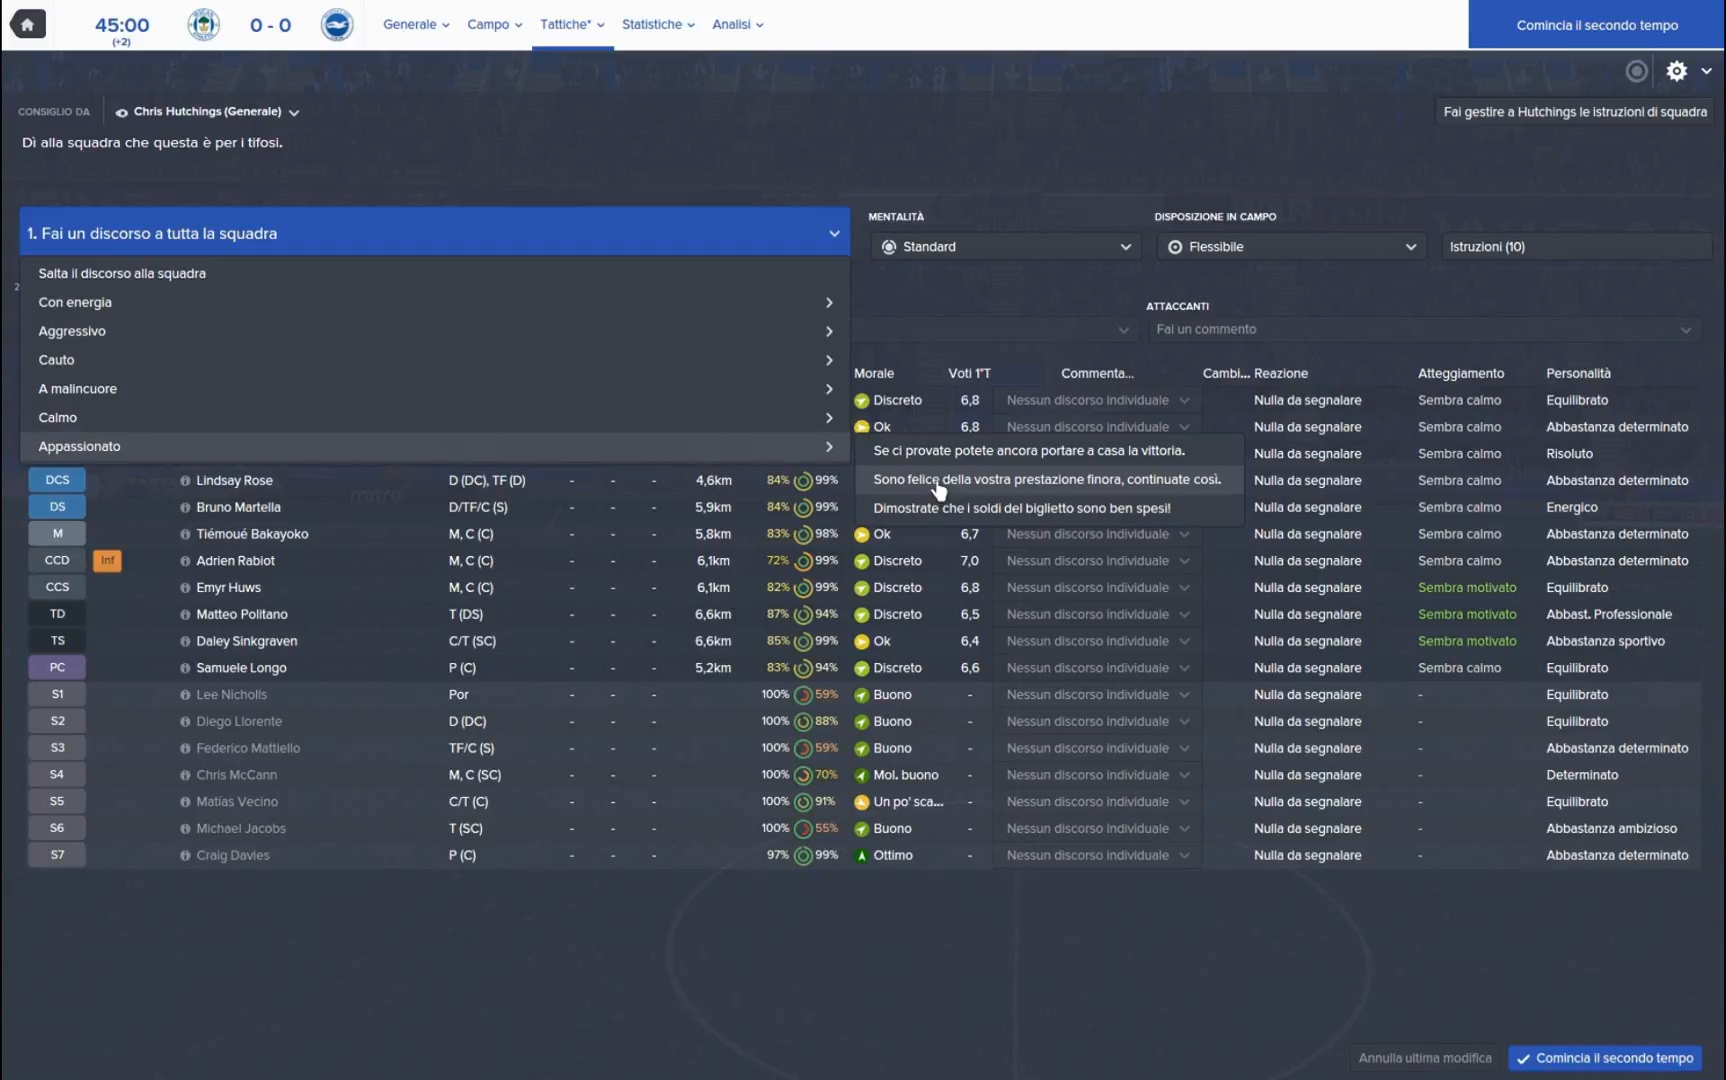 45:00 0 - 0 Generale Campo Tattiche* Statistiche Analisi Comincia il secondo tempo
(+2)
CONSIGLIO DA Chris Hutchings (Generale) Fai gestire a Hutchings le istruzioni di squadra
Dì alla squadra che questa è per i tifosi.
MENTALITÀ DISPOSIZIONE IN CAMPO
1. Fai un discorso a tutta la squadra Standard Flessibile Istruzioni (10)
Salta il discorso alla squadra
2
Con energia ATTACCANTI
Aggressivo Fai un commento
Cauto
Morale Voti 1°T Commenta... Cambi... Reazione Atteggiamento Personalità
A malincuore
Discreto 6,8 Nessun discorso individuale Nulla da segnalare Sembra calmo Equilibrato
Calmo
Ok 6,8 Nessun discorso individuale Nulla da segnalare Sembra calmo Abbastanza determinato
Appassionato
Se ci provate potete ancora portare a casa la vittoria. Nulla da segnalare Sembra calmo Risoluto
DCS Lindsay Rose D (DC), TF (D) - - - 4,6km 84% 99% Sono felice della vostra prestazione finora, continuate così. Nulla da segnalare Sembra calmo Abbastanza determinato
DS Bruno Martella D/TF/C (S) - - - 5,9km 84% 99% Dimostrate che i soldi del biglietto sono ben spesi! Nulla da segnalare Sembra calmo Energico
M Tiémoué Bakayoko M, C (C) - - - 5,8km 83% 98% Ok 6,7 Nessun discorso individuale Nulla da segnalare Sembra calmo Abbastanza determinato
CCD Inf Adrien Rabiot M, C (C) - - - 6,1km 72% 99% Discreto 7,0 Nessun discorso individuale Nulla da segnalare Sembra calmo Abbastanza determinato
CCS Emyr Huws M, C (C) - - - 6,1km 82% 99% Discreto 6,8 Nessun discorso individuale Nulla da segnalare Sembra motivato Equilibrato
TD Matteo Politano T (DS) - - - 6,6km 87% 94% Discreto 6,5 Nessun discorso individuale Nulla da segnalare Sembra motivato Abbast. Professionale
TS Daley Sinkgraven C/T (SC) - - - 6,6km 85% 99% Ok 6,4 Nessun discorso individuale Nulla da segnalare Sembra motivato Abbastanza sportivo
PC Samuele Longo P (C) - - - 5,2km 83% 94% Discreto 6,6 Nessun discorso individuale Nulla da segnalare Sembra calmo Equilibrato
S1 Lee Nicholls Por - - - 100% 59% Buono - Nessun discorso individuale Nulla da segnalare - Equilibrato
S2 Diego Llorente D (DC) - - - 100% 88% Buono - Nessun discorso individuale Nulla da segnalare - Equilibrato
S3 Federico Mattiello TF/C (S) - - - 100% 59% Buono - Nessun discorso individuale Nulla da segnalare - Abbastanza determinato
S4 Chris McCann M, C (SC) - - - 100% 70% Mol. buono - Nessun discorso individuale Nulla da segnalare - Determinato
S5 Matías Vecino C/T (C) - - - 100% 91% Un po' sca... - Nessun discorso individuale Nulla da segnalare - Equilibrato
S6 Michael Jacobs T (SC) - - - 100% 55% Buono - Nessun discorso individuale Nulla da segnalare - Abbastanza ambizioso
S7 Craig Davies P (C) - - - 97% 99% Ottimo - Nessun discorso individuale Nulla da segnalare - Abbastanza determinato
Annulla ultima modifica Comincia il secondo tempo